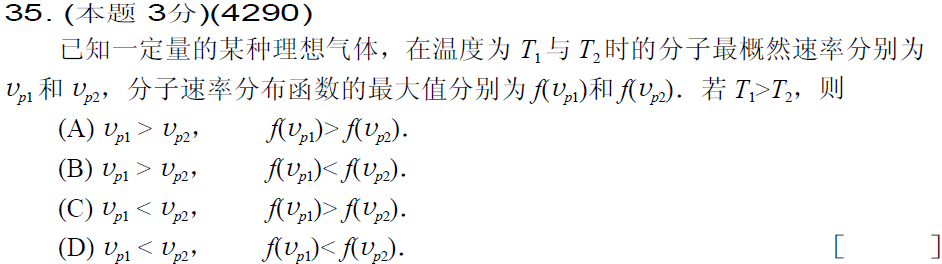 35. (本题 3分)(4290)
已知一定量的某种理想气体，在温度为 T₁与 T₂时的分子最概然速率分别为
υp1 和 υp2，分子速率分布函数的最大值分别为 f(υp1)和 f(υp2)．若 T₁>T₂，则
(A) υp1 > υp2， f(υp1)> f(υp2)．
(B) υp1 > υp2， f(υp1)< f(υp2)．
(C) υp1 < υp2， f(υp1)> f(υp2)．
(D) υp1 < υp2， f(υp1)< f(υp2)． [ ]